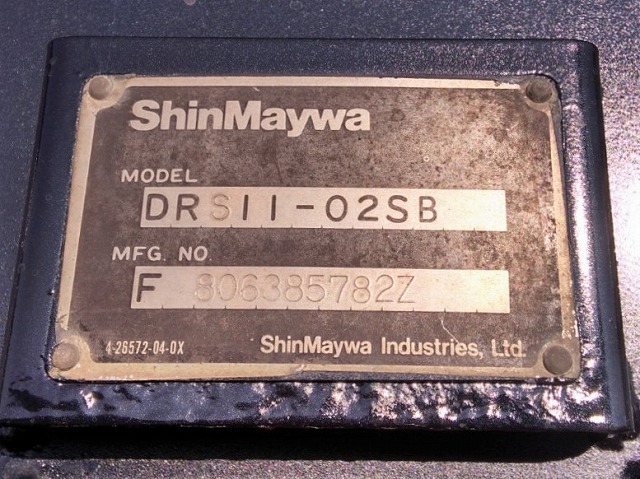 ShinMaywa
MODEL
DRS11-02SB
MFG. NO.
F 806385782Z
4-26572-04-0X
ShinMaywa Industries, Ltd.